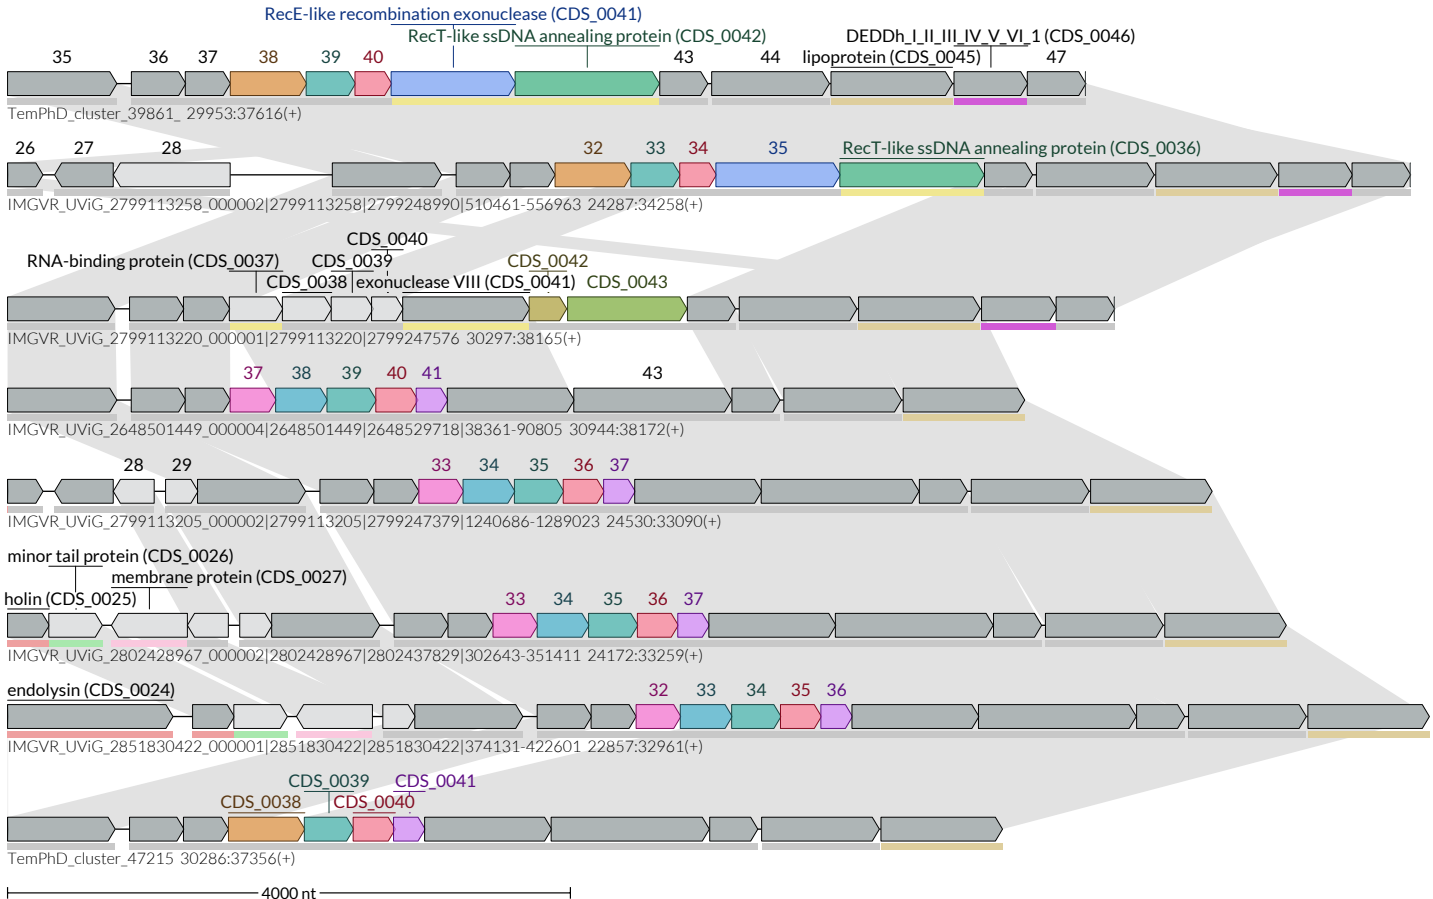 RecE-like recombination exonuclease (CDS_0041)
RecT-like ssDNA annealing protein (CDS_0042) DEDDh_I_II_III_IV_V_VI_1 (CDS_0046)
35 36 37 38 39 40 43 44 lipoprotein (CDS_0045) 47
TemPhD_cluster_39861_ 29953:37616(+)
26 27 28 32 33 34 35 RecT-like ssDNA annealing protein (CDS_0036)
IMGVR_UViG_2799113258_000002|2799113258|2799248990|510461-556963 24287:34258(+)
CDS_0040
RNA-binding protein (CDS_0037) CDS_0039 CDS_0042
CDS_0038 exonuclease VIII (CDS_0041) CDS_0043
IMGVR_UViG_2799113220_000001|2799113220|2799247576 30297:38165(+)
37 38 39 40 41 43
IMGVR_UViG_2648501449_000004|2648501449|2648529718|38361-90805 30944:38172(+)
28 29 33 34 35 36 37
IMGVR_UViG_2799113205_000002|2799113205|2799247379|1240686-1289023 24530:33090(+)
minor tail protein (CDS_0026)
membrane protein (CDS_0027)
holin (CDS_0025) 33 34 35 36 37
IMGVR_UViG_2802428967_000002|2802428967|2802437829|302643-351411 24172:33259(+)
endolysin (CDS_0024) 32 33 34 35 36
IMGVR_UViG_2851830422_000001|2851830422|2851830422|374131-422601 22857:32961(+)
CDS_0039 CDS_0041
CDS_0038 CDS_0040
TemPhD_cluster_47215 30286:37356(+)
4000 nt